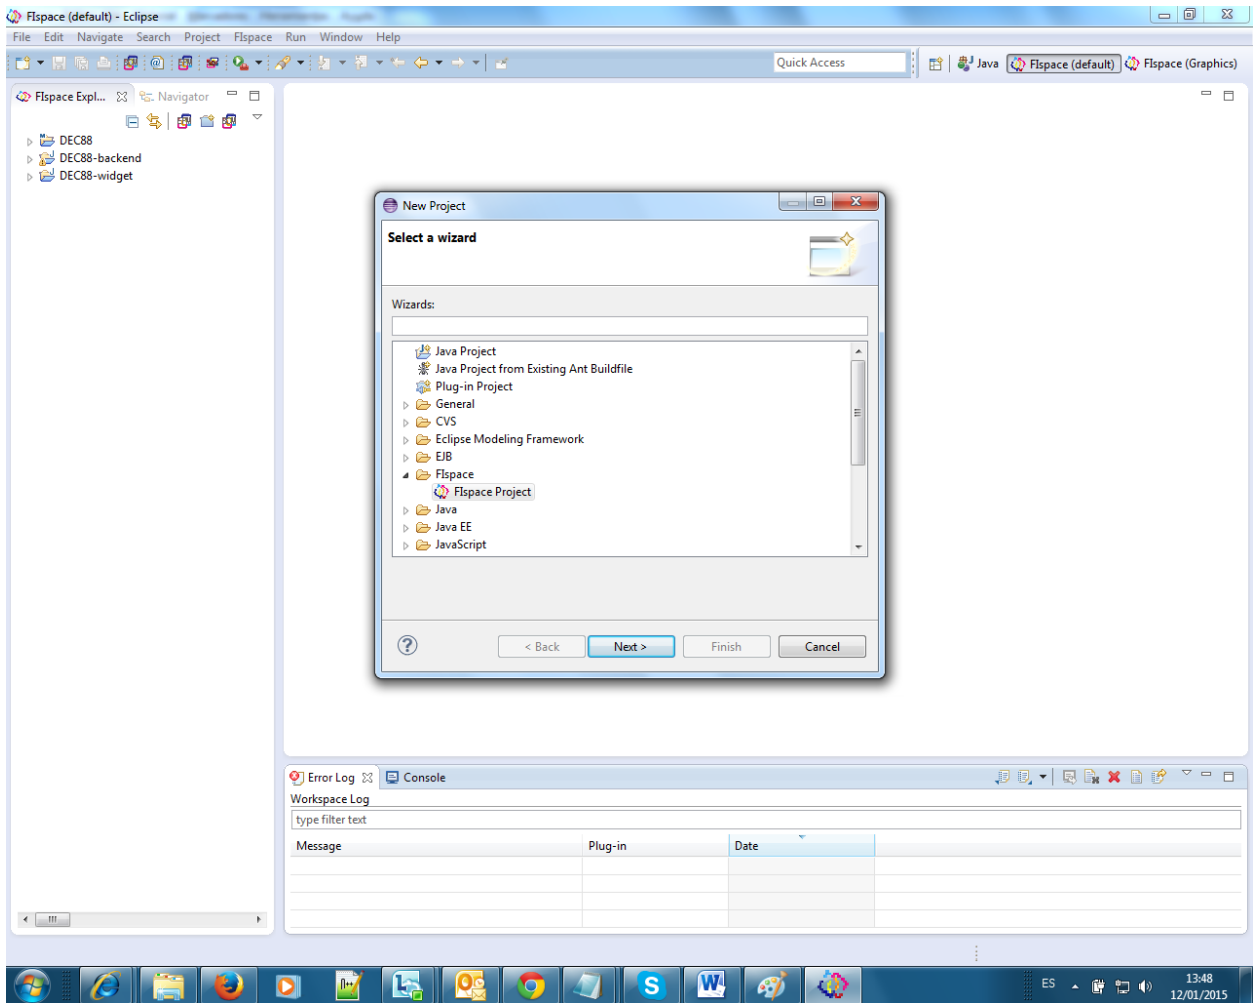 FIspace (default) - Eclipse
File Edit Navigate Search Project FIspace Run Window Help
Quick Access
Java FIspace (default) FIspace (Graphics)
FIspace Expl... Navigator
DEC88
DEC88-backend
DEC88-widget
New Project
Select a wizard
Wizards:
Java Project
Java Project from Existing Ant Buildfile
Plug-in Project
General
CVS
Eclipse Modeling Framework
EJB
FIspace
FIspace Project
Java
Java EE
JavaScript
< Back Next > Finish Cancel
Error Log Console
Workspace Log
type filter text
Message Plug-in Date
ES
13:48
12/01/2015